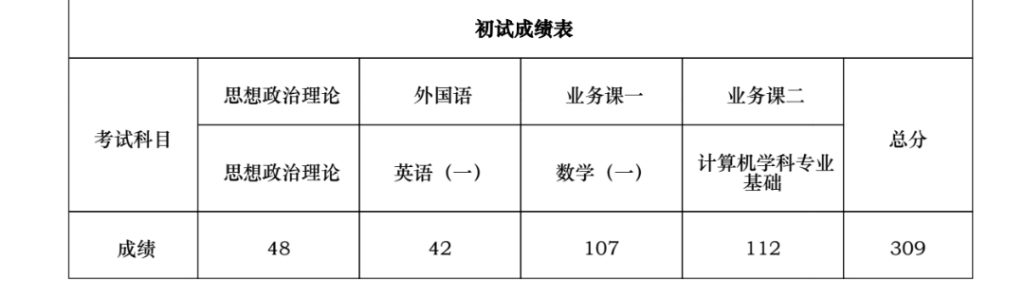 初试成绩表
考试科目
思想政治理论
外国语
业务课一
业务课二
总分
思想政治理论
英语（一）
数学（一）
计算机学科专业
基础
成绩
48
42
107
112
309